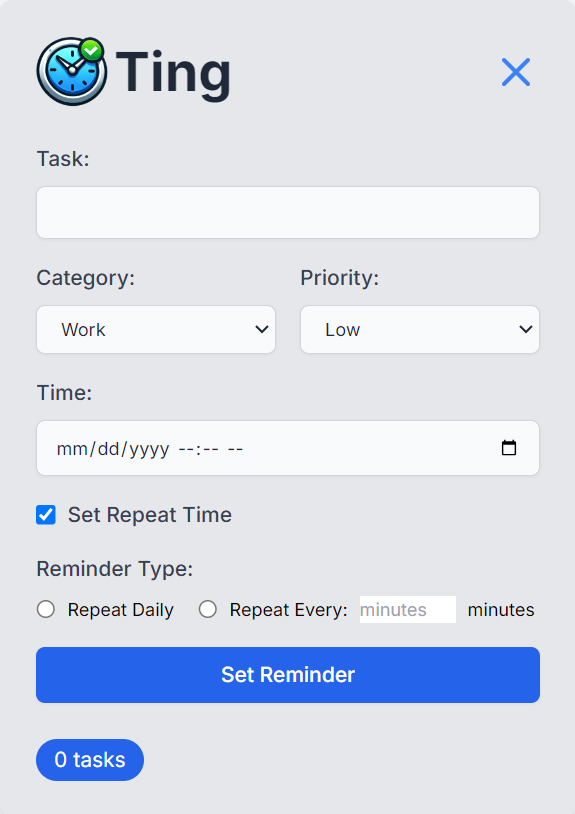 Ting
Task:
Category: Priority:
Work Low
Time:
mm/dd/yyyy --:-- --
Set Repeat Time
Reminder Type:
Repeat Daily Repeat Every: minutes minutes
Set Reminder
0 tasks